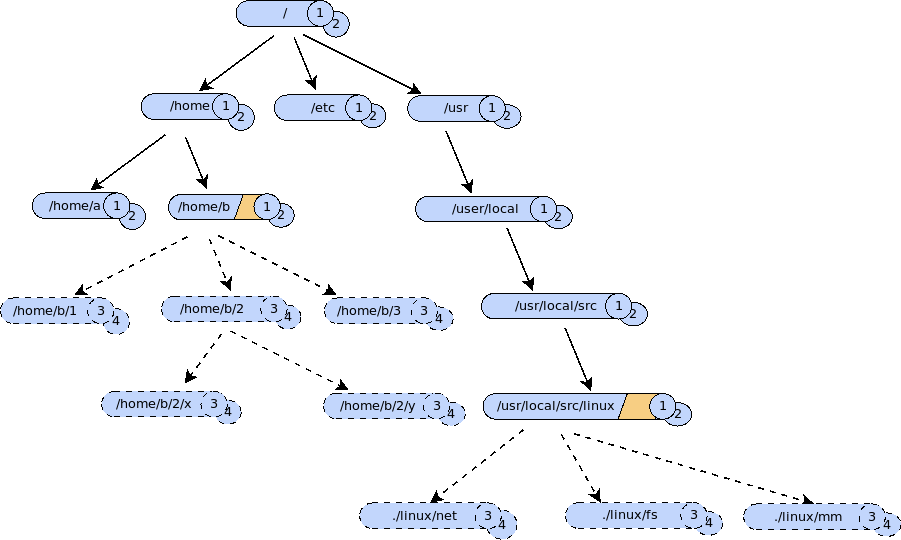 / 1 2
/home 1 2
/etc 1 2
/usr 1 2
/home/a 1 2
/home/b 1 2
/user/local 1 2
/home/b/1 3 4
/home/b/2 3 4
/home/b/3 3 4
/usr/local/src 1 2
/home/b/2/x 3 4
/home/b/2/y 3 4
/usr/local/src/linux 1 2
./linux/net 3 4
./linux/fs 3 4
./linux/mm 3 4